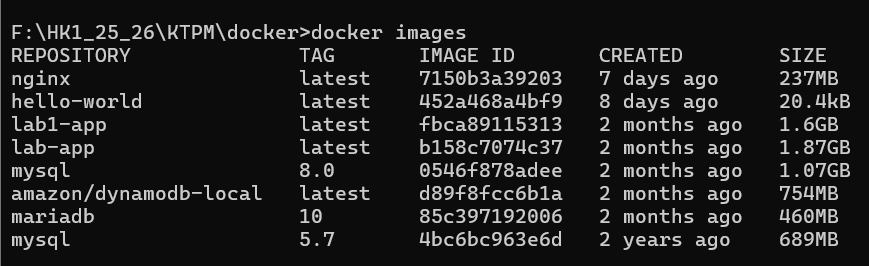 F:\HK1_25_26\KTPM\docker>docker images
REPOSITORY TAG IMAGE ID CREATED SIZE
nginx latest 7150b3a39203 7 days ago 237MB
hello-world latest 452a468a4bf9 8 days ago 20.4kB
lab1-app latest fbca89115313 2 months ago 1.6GB
lab-app latest b158c7074c37 2 months ago 1.87GB
mysql 8.0 0546f878adee 2 months ago 1.07GB
amazon/dynamodb-local latest d89f8fcc6b1a 2 months ago 754MB
mariadb 10 85c397192006 2 months ago 460MB
mysql 5.7 4bc6bc963e6d 2 years ago 689MB